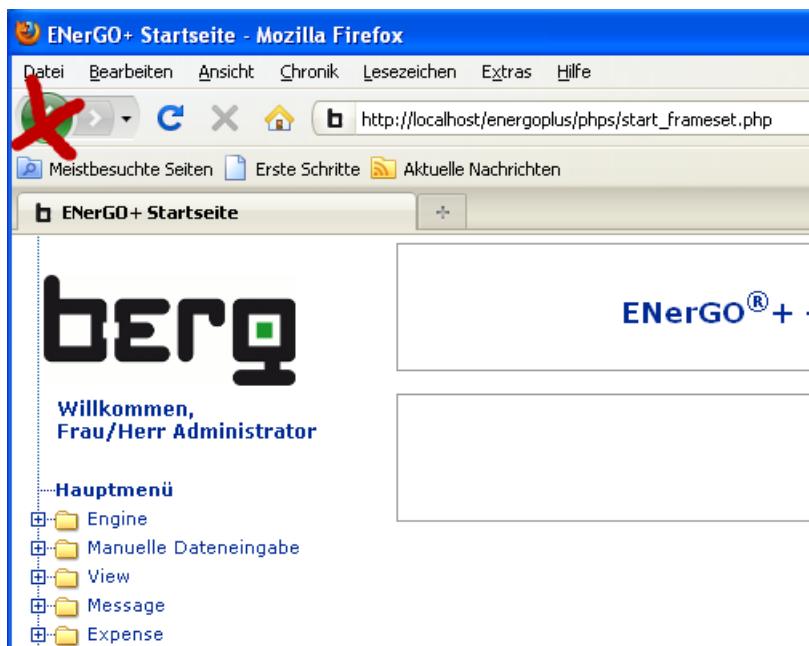 ENerGO+ Startseite - Mozilla Firefox
Datei Bearbeiten Ansicht Chronik Lesezeichen Extras Hilfe
http://localhost/energoplus/phps/start_frameset.php
Meistbesuchte Seiten Erste Schritte Aktuelle Nachrichten
ENerGO+ Startseite
berg
ENerGO®+ -
Willkommen,
Frau/Herr Administrator
Hauptmenü
Engine
Manuelle Dateneingabe
View
Message
Expense